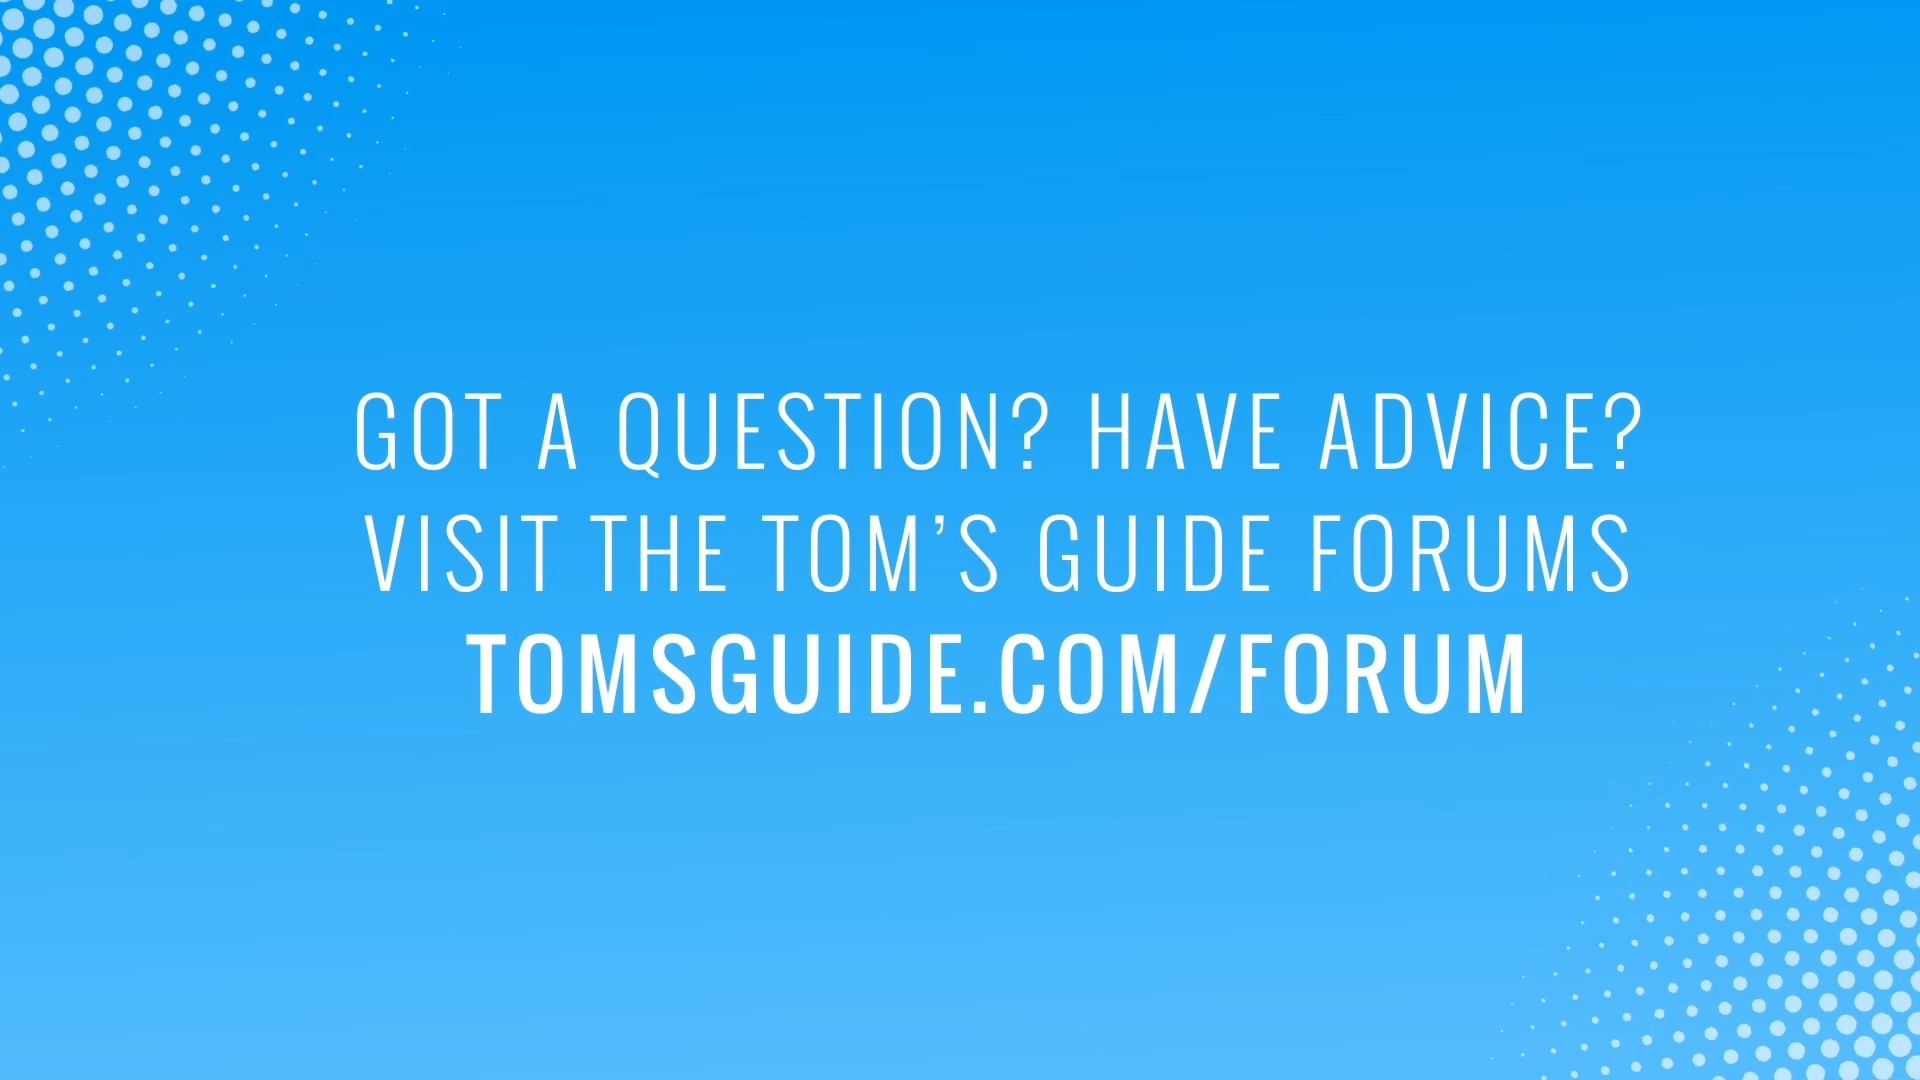 GOT A QUESTION? HAVE ADVICE?
VISIT THE TOM’S GUIDE FORUMS
TOMSGUIDE.COM/FORUM